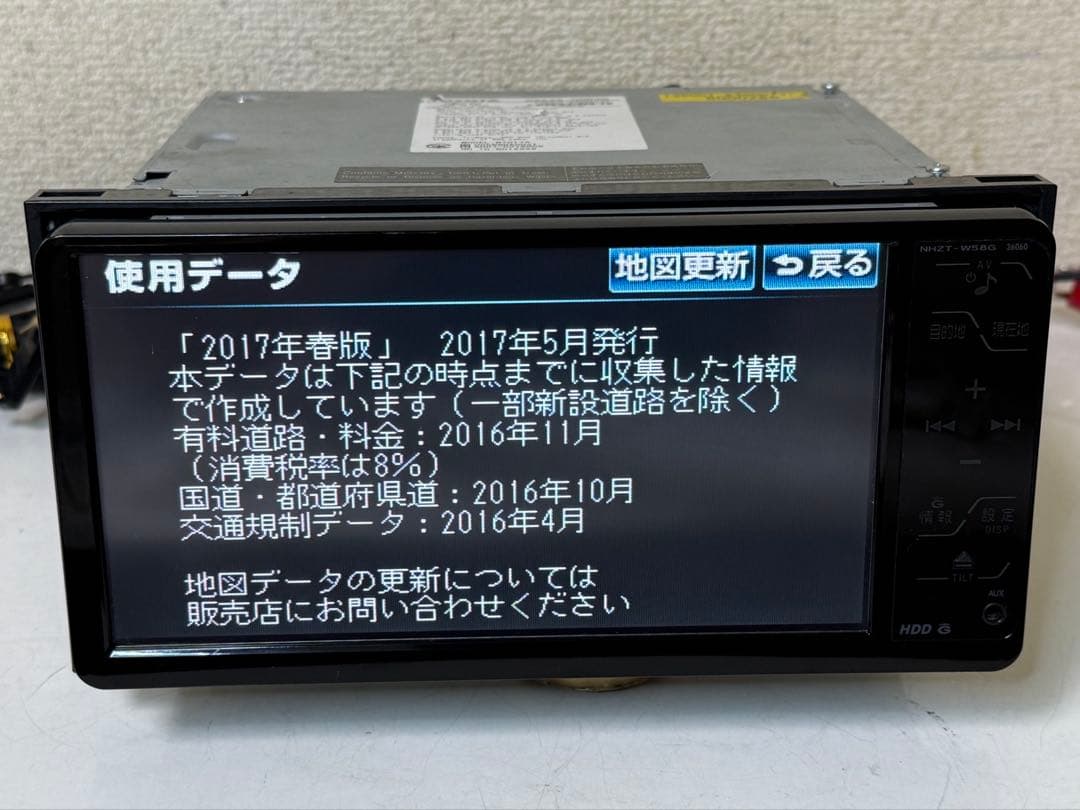 使用データ
地図更新
戻る
「2017年春版」 2017年5月発行
本データは下記の時点までに収集した情報
で作成しています（一部新設道路を除く）
有料道路・料金：2016年11月
（消費税率は8%）
国道・都道府県道：2016年10月
交通規制データ：2016年4月
地図データの更新については
販売店にお問い合わせください
NHZT-W58G 36060
AV
目的地
現在地
情報
設定
DISP
TILT
AUX
HDD G